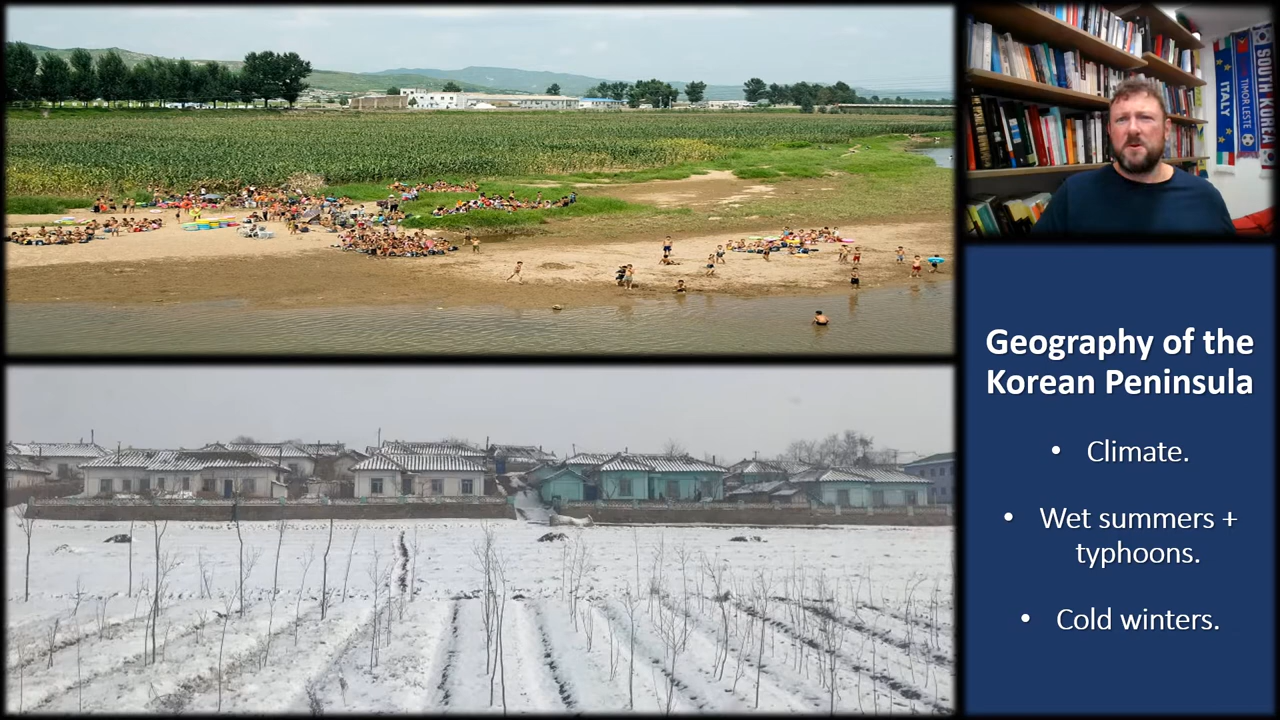 ITALY
TIMOR LESTE
SOUTH KOREA
Geography of the
Korean Peninsula
• Climate.
• Wet summers +
typhoons.
• Cold winters.